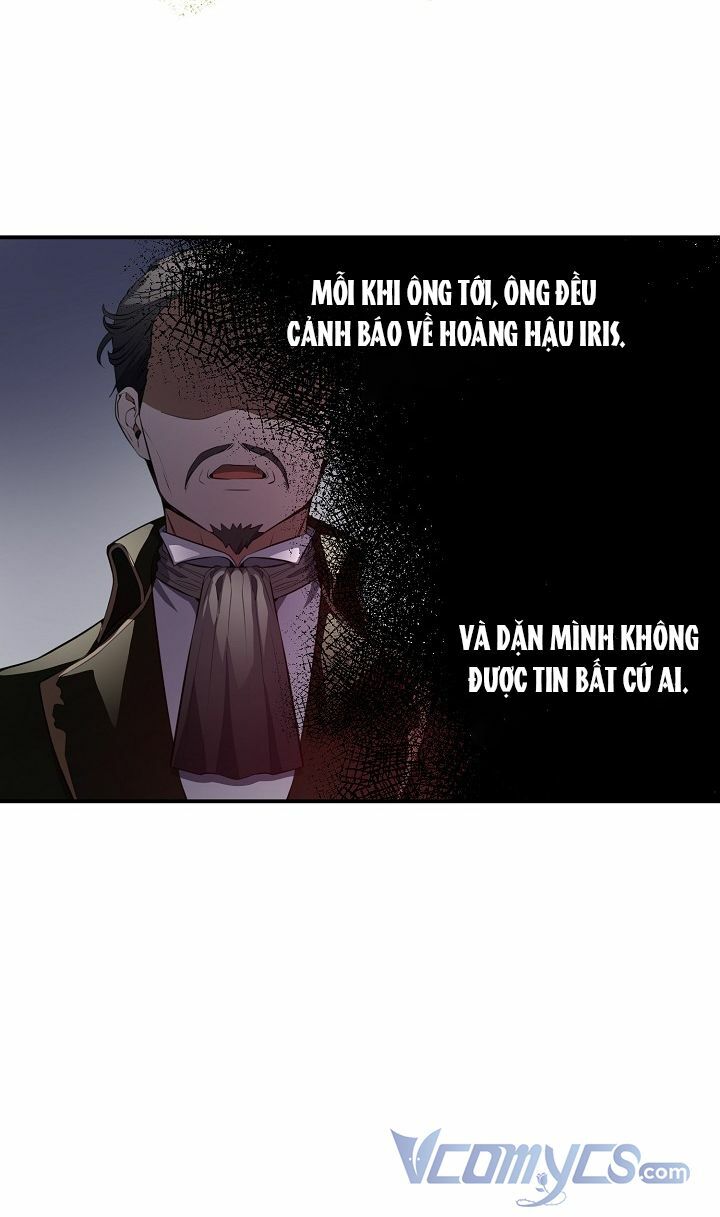 MỖI KHI ÔNG TỚI, ÔNG ĐỀU
CẢNH BÁO VỀ HOÀNG HẬU IRIS.
VÀ DẶN MÌNH KHÔNG
ĐƯỢC TIN BẤT CỨ AI.
VCOMYCS.com